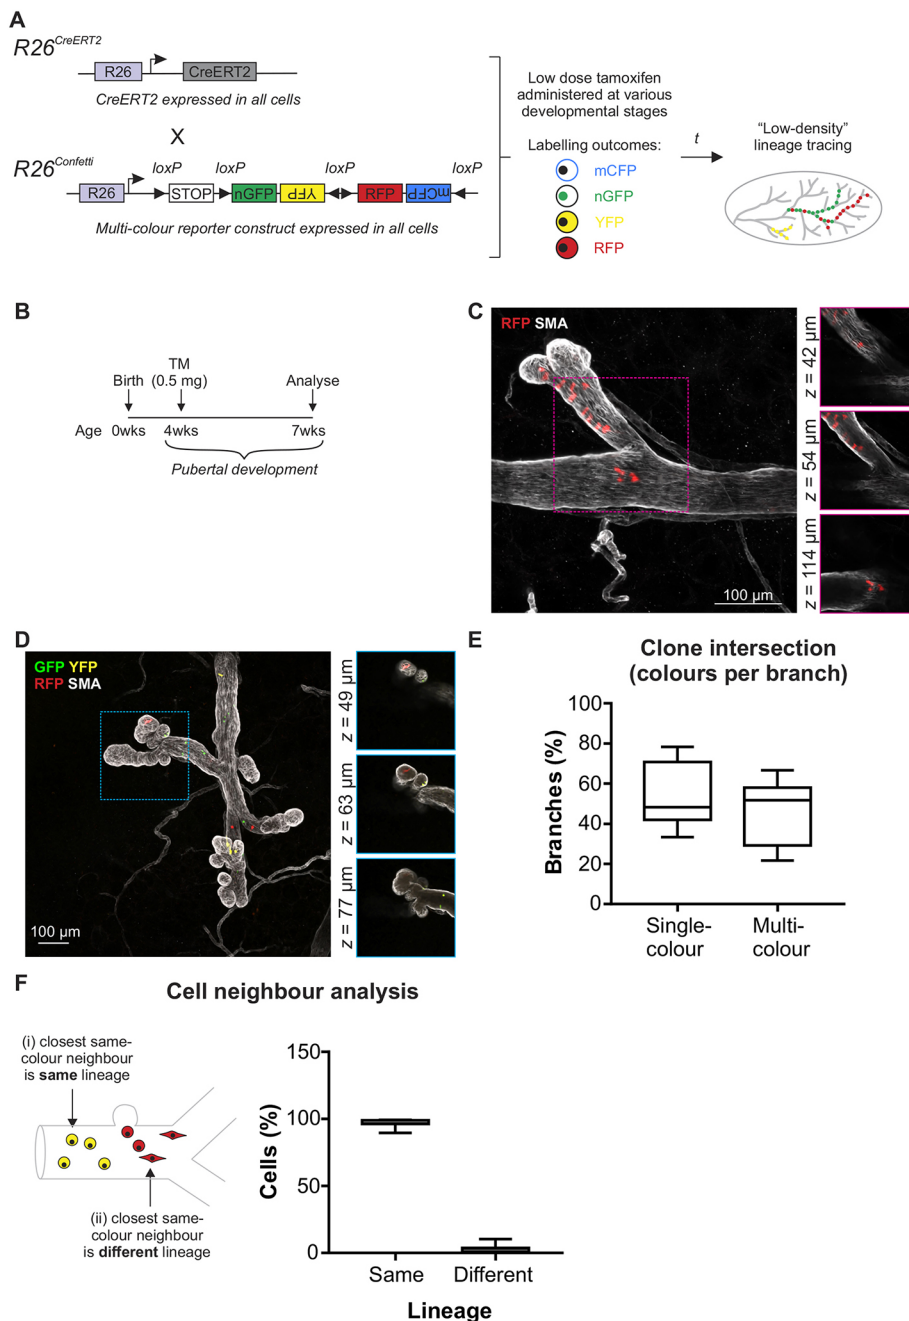 A
R26CreERT2
R26
CreERT2
CreERT2 expressed in all cells
X
R26Confetti
loxP
loxP
loxP
loxP
R26
STOP
nGFP
YFP
RFP
mCFP
Multi-colour reporter construct expressed in all cells
Low dose tamoxifen
administered at various
developmental stages
Labelling outcomes:
mCFP
nGFP
YFP
RFP
t
“Low-density”
lineage tracing
B
TM
Birth
(0.5 mg)
Analyse
Age
0wks
4wks
7wks
Pubertal development
C
RFP SMA
100 µm
z = 42 µm
z = 54 µm
z = 114 µm
D
GFP YFP
RFP SMA
100 µm
z = 49 µm
z = 63 µm
z = 77 µm
E
Clone intersection
(colours per branch)
Branches (%)
100
80
60
40
20
0
Single-
colour
Multi-
colour
F
Cell neighbour analysis
(i) closest same-
colour neighbour
is same lineage
(ii) closest same-
colour neighbour
is different lineage
Cells (%)
150
100
50
0
Same
Different
Lineage